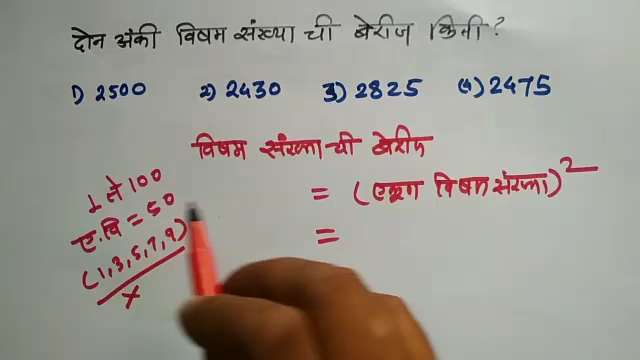 दोन अंकी विषम संख्या ची बेरीज किती?
1) 2500 2) 2430 3) 2825 4) 2475
विषम संख्या ची बेरीज
= (एकूण विषम संख्या)²
=
1 ते 100
ए.वि = 50
(1, 3, 5, 7, 9)
×